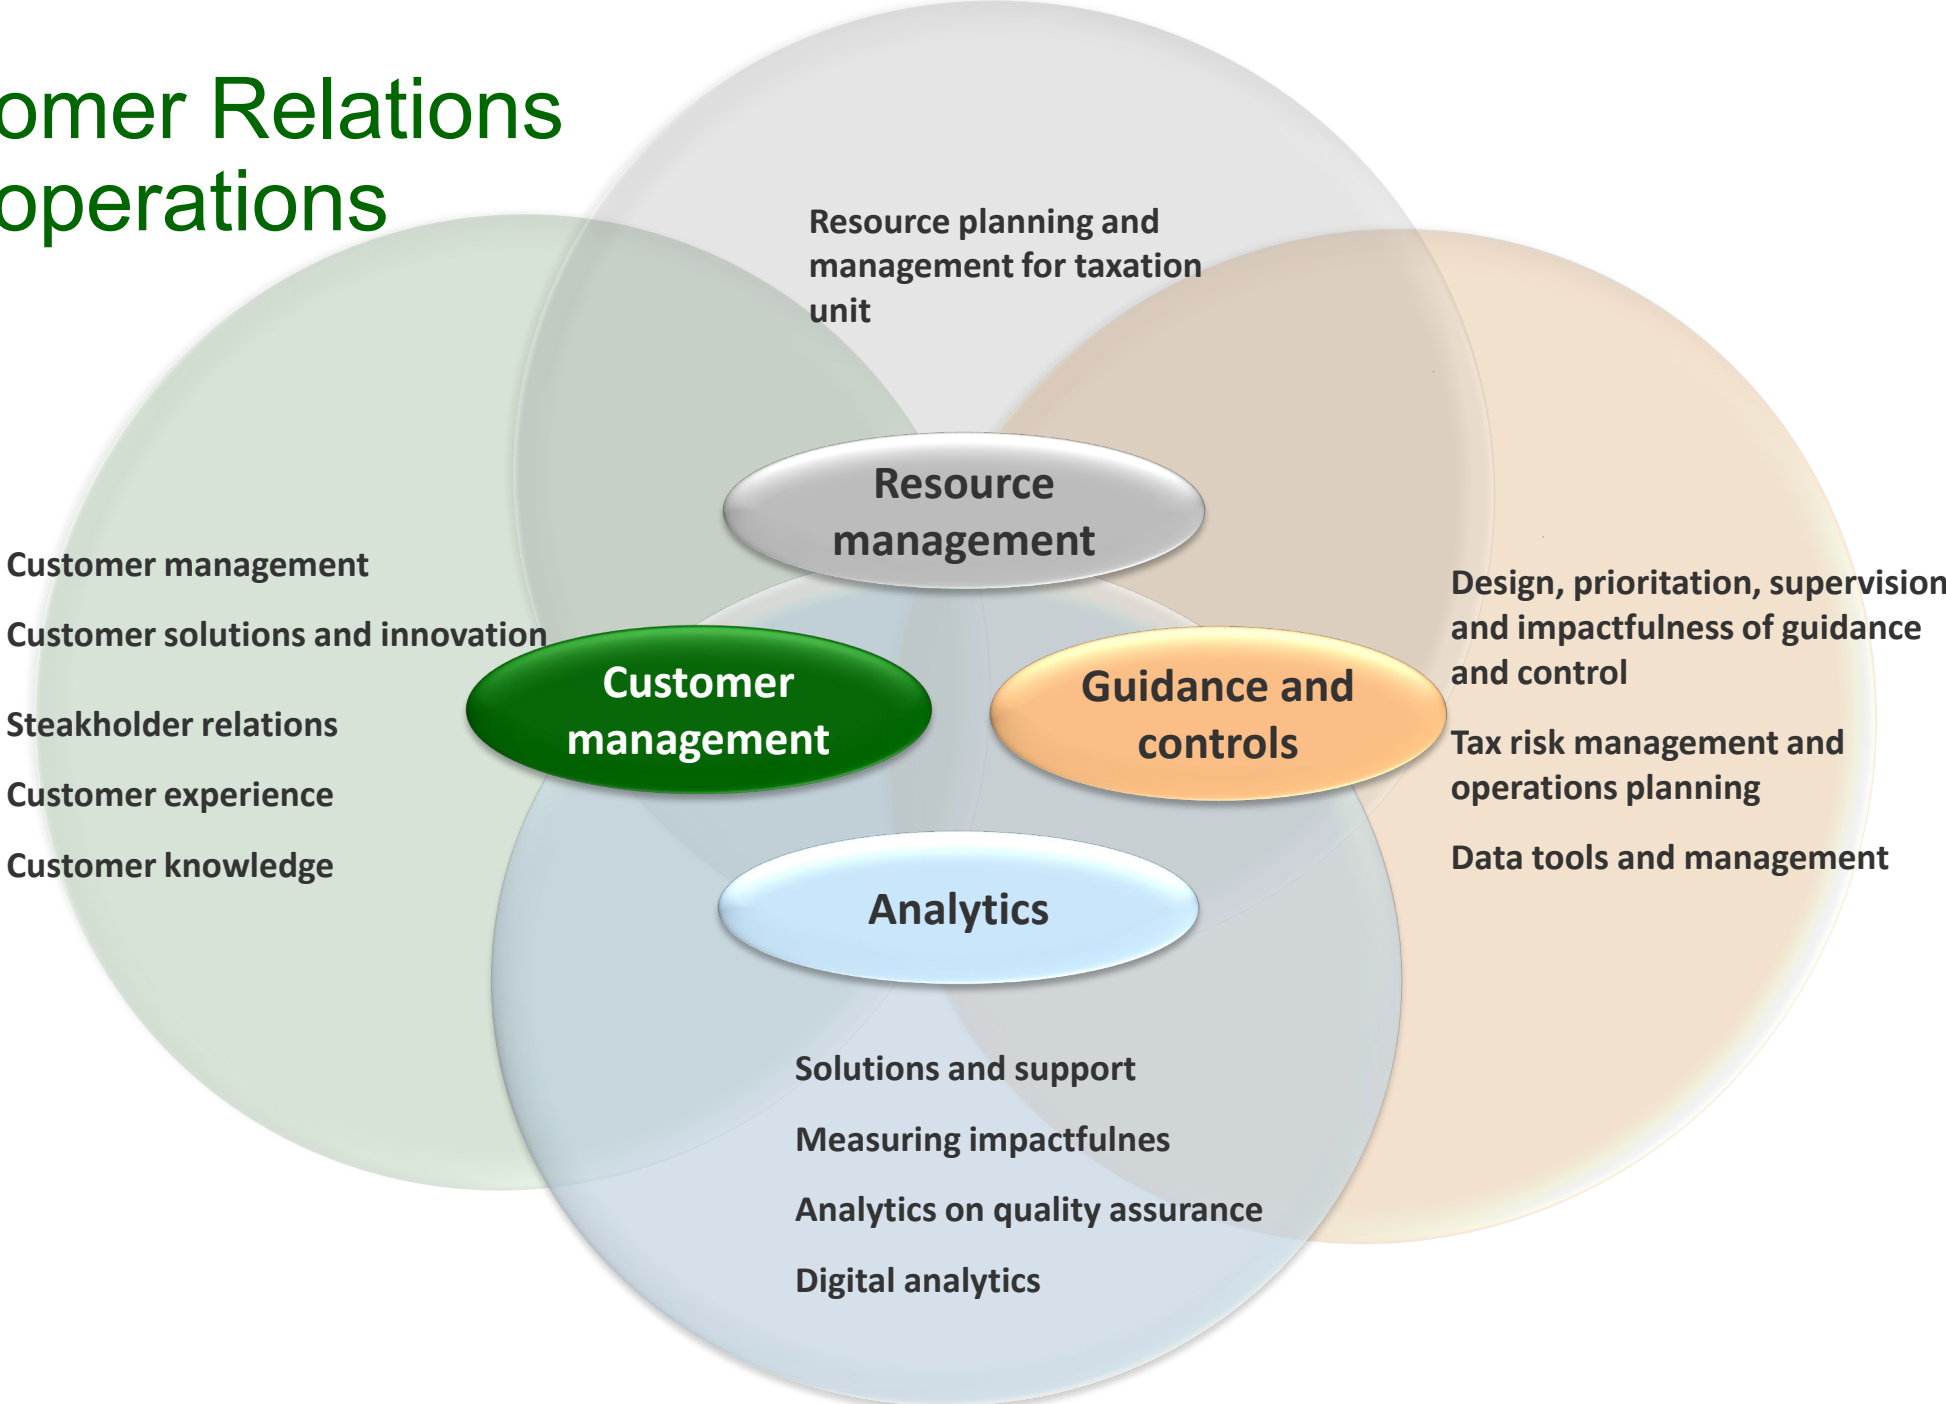 omer Relations
operations
Resource planning and
management for taxation
unit
Resource
management
Customer management
Customer solutions and innovation
Steakholder relations
Customer experience
Customer knowledge
Customer
management
Guidance and
controls
Design, prioritation, supervision
and impactfulness of guidance
and control
Tax risk management and
operations planning
Data tools and management
Analytics
Solutions and support
Measuring impactfulnes
Analytics on quality assurance
Digital analytics